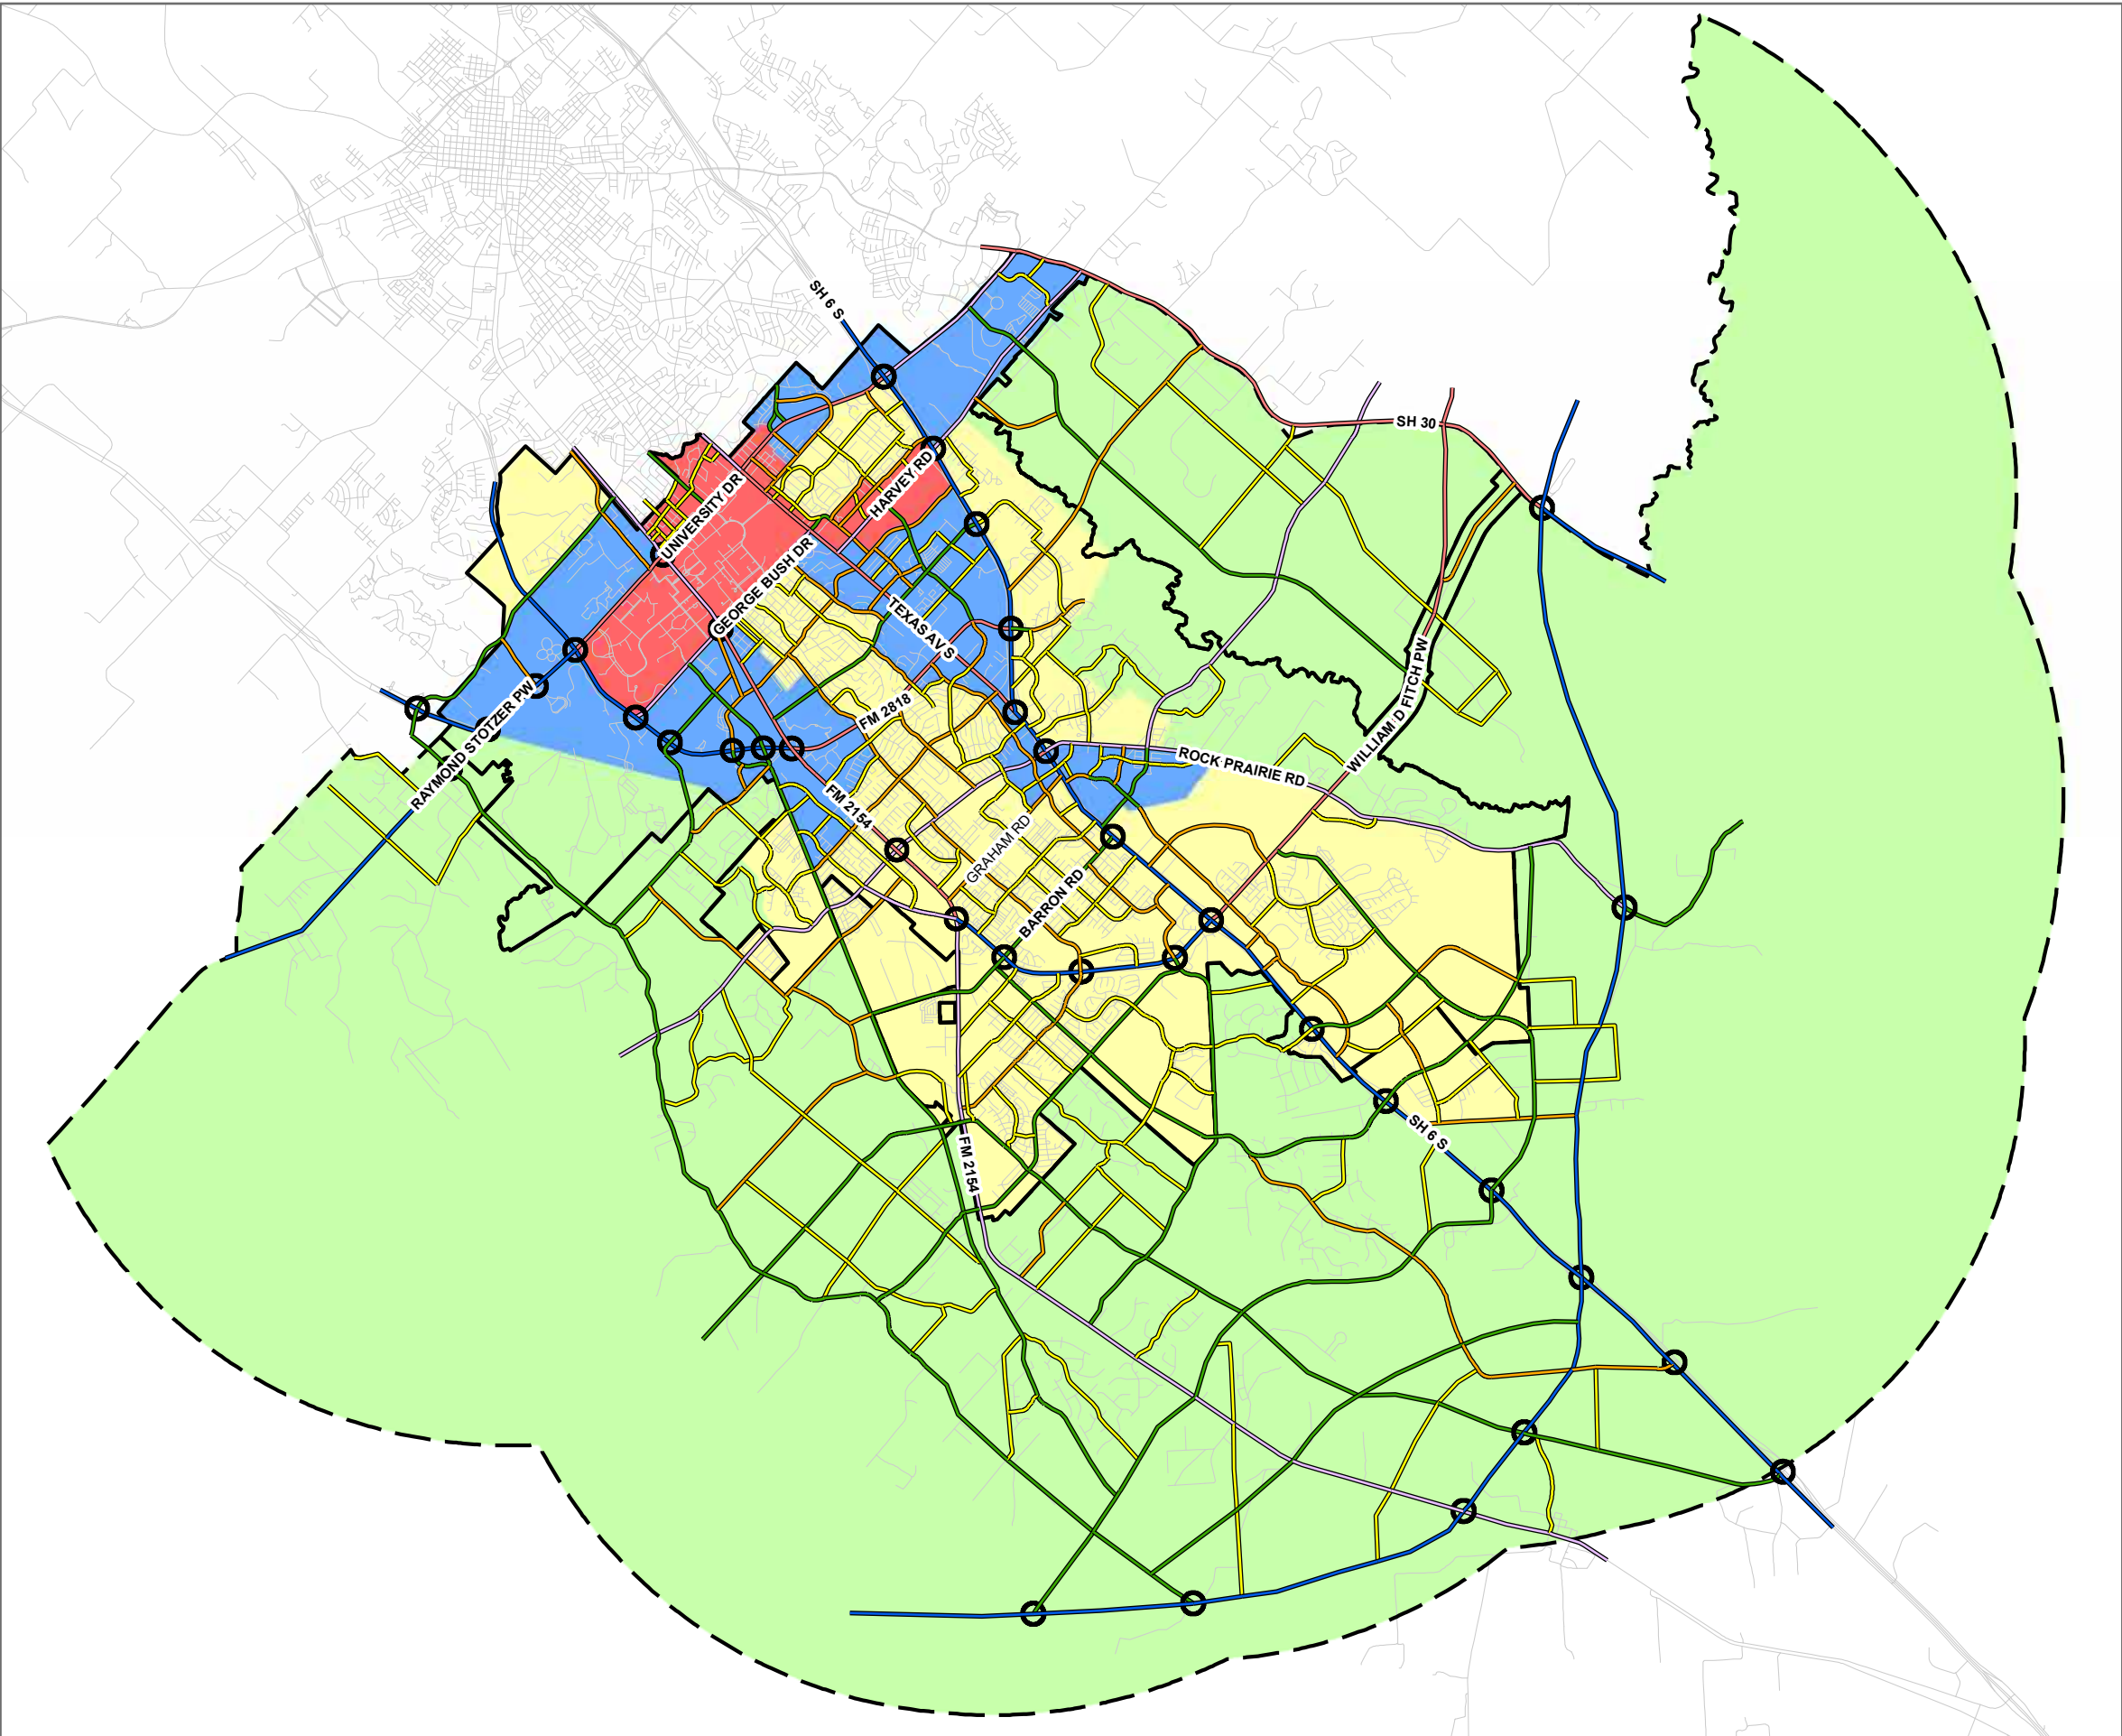 SH 6 S
SH 30
HARVEY RD
UNIVERSITY DR
GEORGE BUSH DR
TEXAS AV S
WILLIAM D FITCH PW
FM 2818
RAYMOND STOTZER PW
ROCK PRAIRIE RD
FM 2154
GRAHAM RD
BARRON RD
SH 6 S
FM 2154